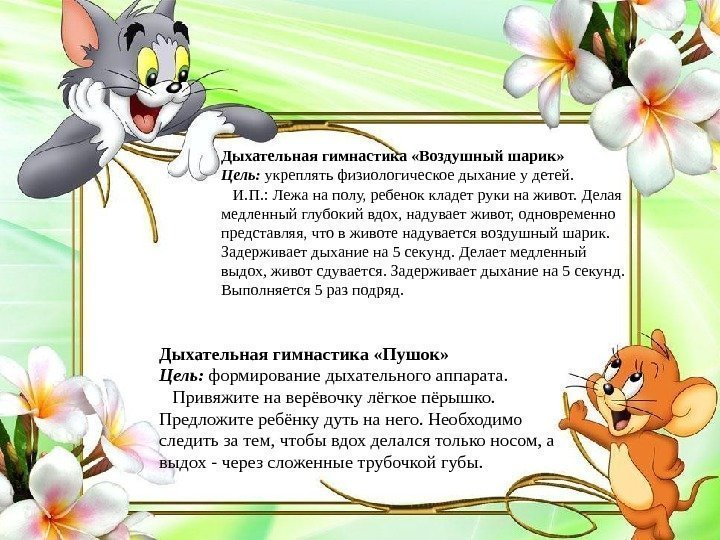 Дыхательная гимнастика «Воздушный шарик»
Цель: укреплять физиологическое дыхание у детей.
И.П.: Лежа на полу, ребенок кладет руки на живот. Делая
медленный глубокий вдох, надувает живот, одновременно
представляя, что в животе надувается воздушный шарик.
Задерживает дыхание на 5 секунд. Делает медленный
выдох, живот сдувается. Задерживает дыхание на 5 секунд.
Выполняется 5 раз подряд.
Дыхательная гимнастика «Пушок»
Цель: формирование дыхательного аппарата.
Привяжите на верёвочку лёгкое пёрышко.
Предложите ребёнку дуть на него. Необходимо
следить за тем, чтобы вдох делался только носом, а
выдох - через сложенные трубочкой губы.